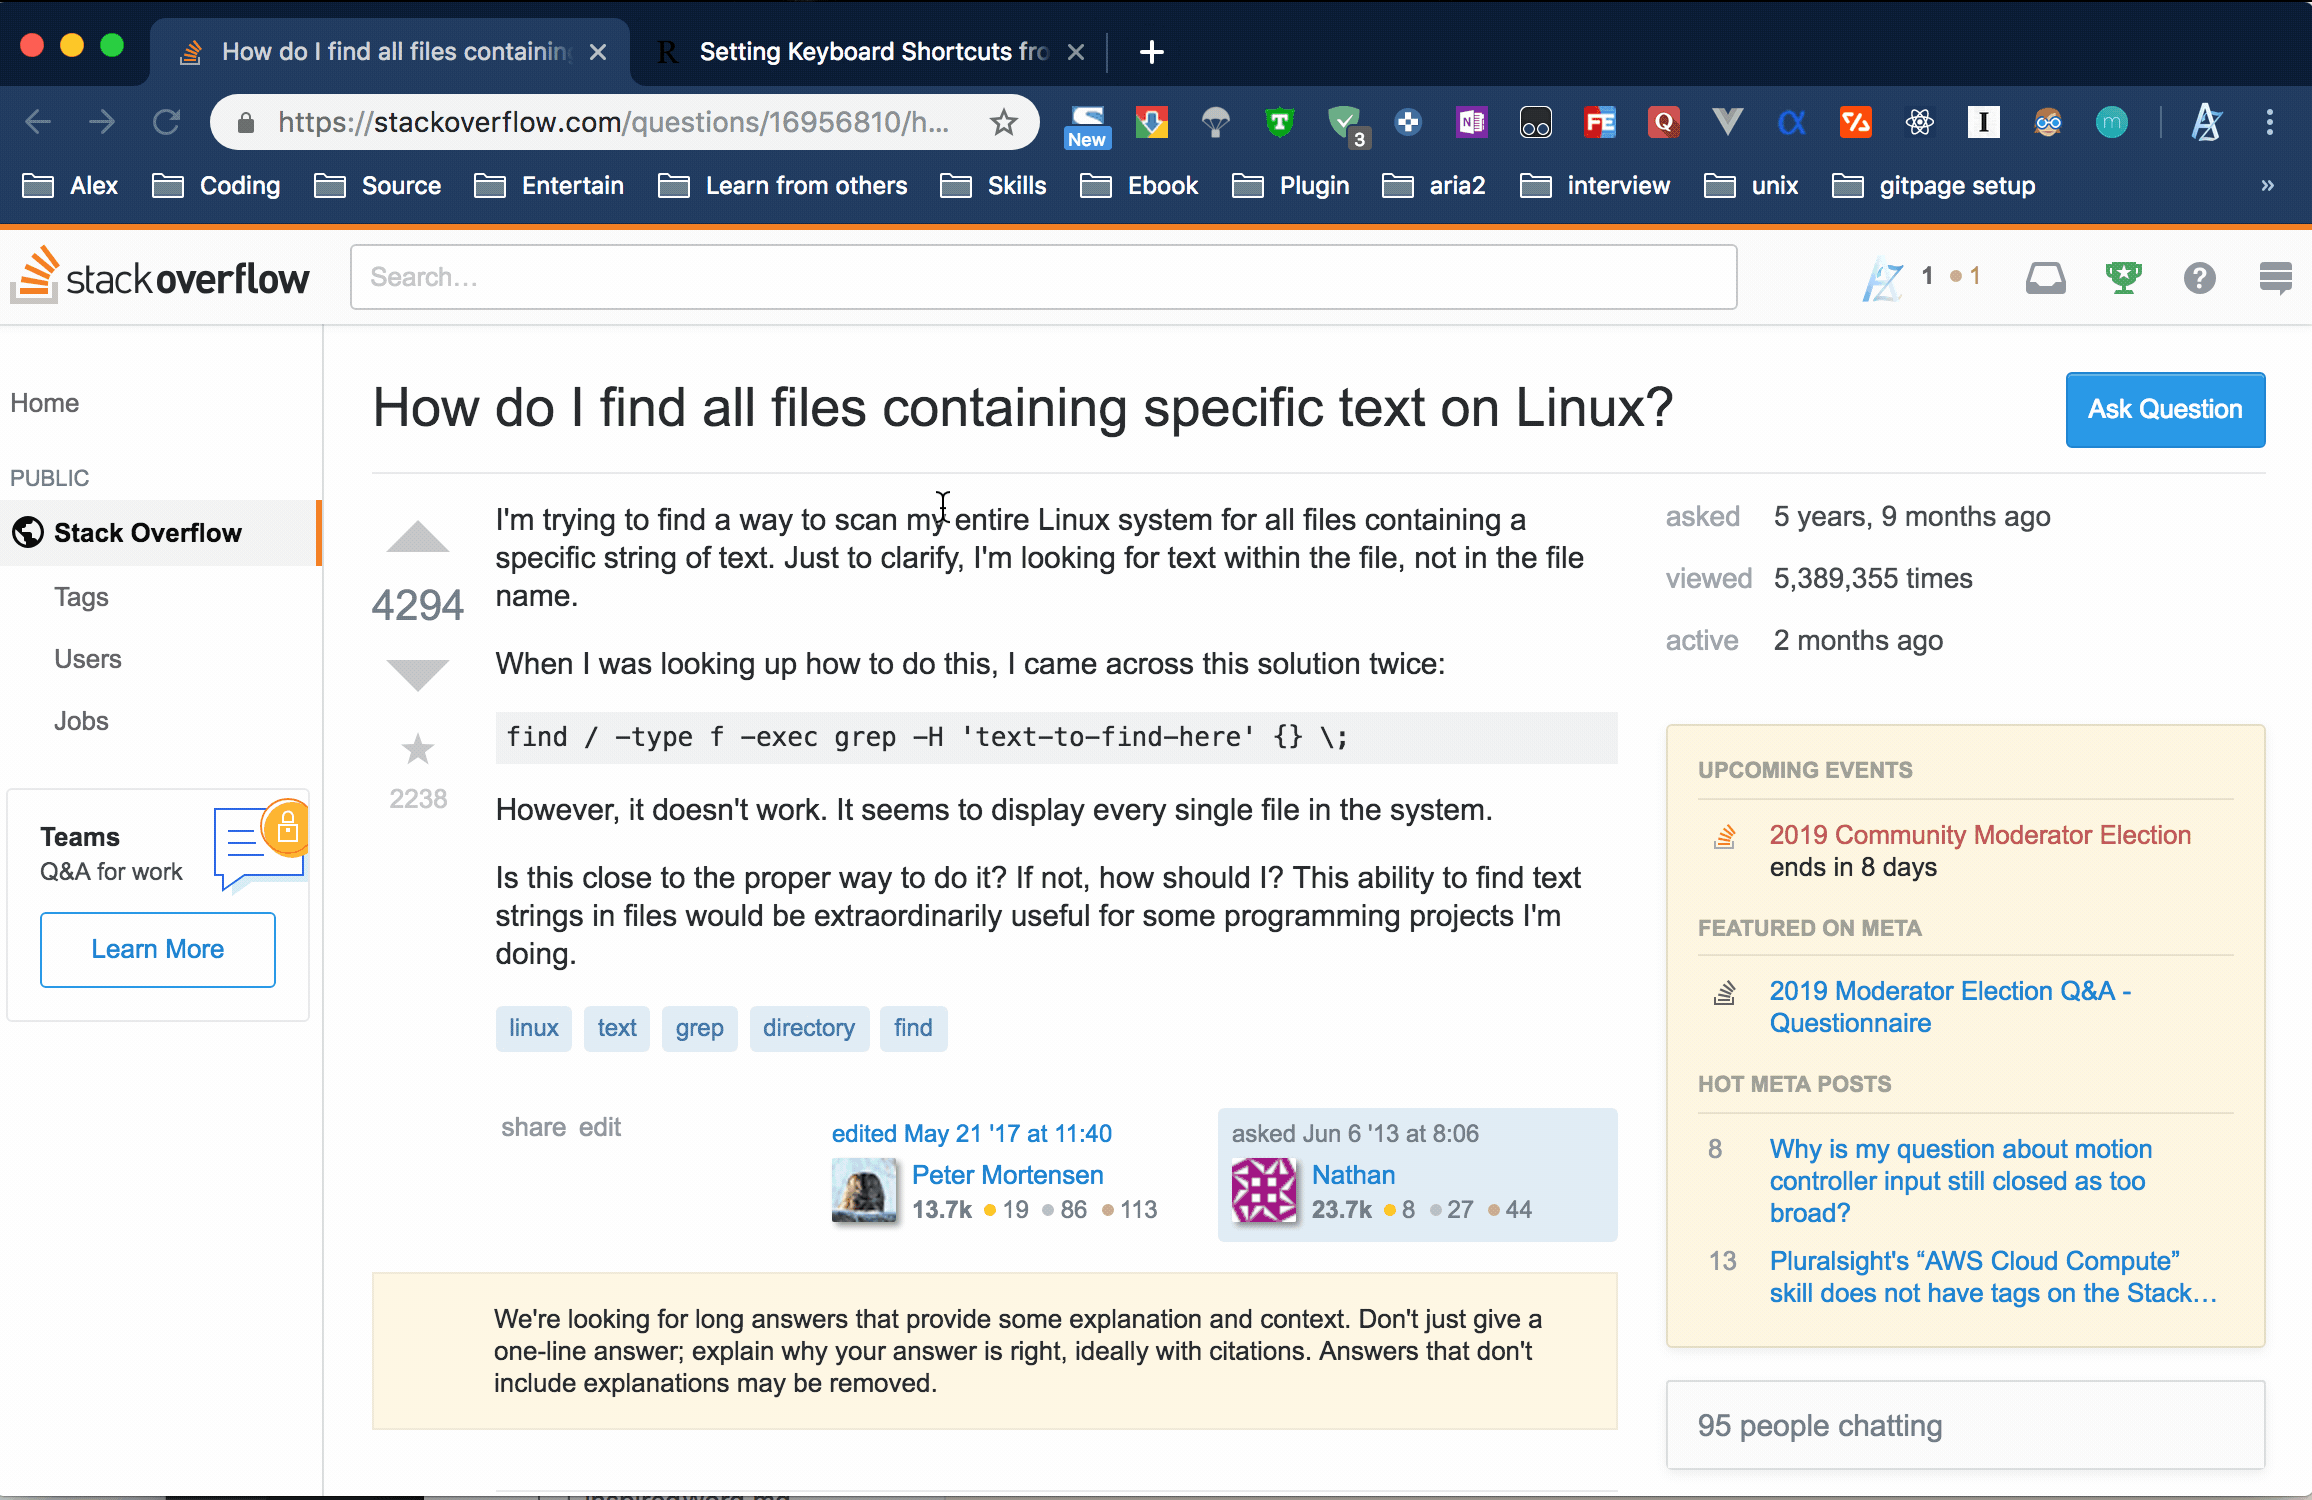 How do I find all files containing
Setting Keyboard Shortcuts fro
https://stackoverflow.com/questions/16956810/h...
New
3
Alex
Coding
Source
Entertain
Learn from others
Skills
Ebook
Plugin
aria2
interview
unix
gitpage setup
»
stackoverflow
Search…
1 1
Home
PUBLIC
Stack Overflow
Tags
Users
Jobs
Teams
Q&A for work
Learn More
How do I find all files containing specific text on Linux?
Ask Question
4294
2238
I'm trying to find a way to scan my entire Linux system for all files containing a
specific string of text. Just to clarify, I'm looking for text within the file, not in the file
name.
When I was looking up how to do this, I came across this solution twice:
find / -type f -exec grep -H 'text-to-find-here' {} \;
However, it doesn't work. It seems to display every single file in the system.
Is this close to the proper way to do it? If not, how should I? This ability to find text
strings in files would be extraordinarily useful for some programming projects I'm
doing.
linux text grep directory find
share edit
edited May 21 '17 at 11:40
Peter Mortensen
13.7k 19 86 113
asked Jun 6 '13 at 8:06
Nathan
23.7k 8 27 44
We're looking for long answers that provide some explanation and context. Don't just give a
one-line answer; explain why your answer is right, ideally with citations. Answers that don't
include explanations may be removed.
asked 5 years, 9 months ago
viewed 5,389,355 times
active 2 months ago
UPCOMING EVENTS
2019 Community Moderator Election
ends in 8 days
FEATURED ON META
2019 Moderator Election Q&A -
Questionnaire
HOT META POSTS
8 Why is my question about motion
controller input still closed as too
broad?
13 Pluralsight's “AWS Cloud Compute”
skill does not have tags on the Stack…
95 people chatting